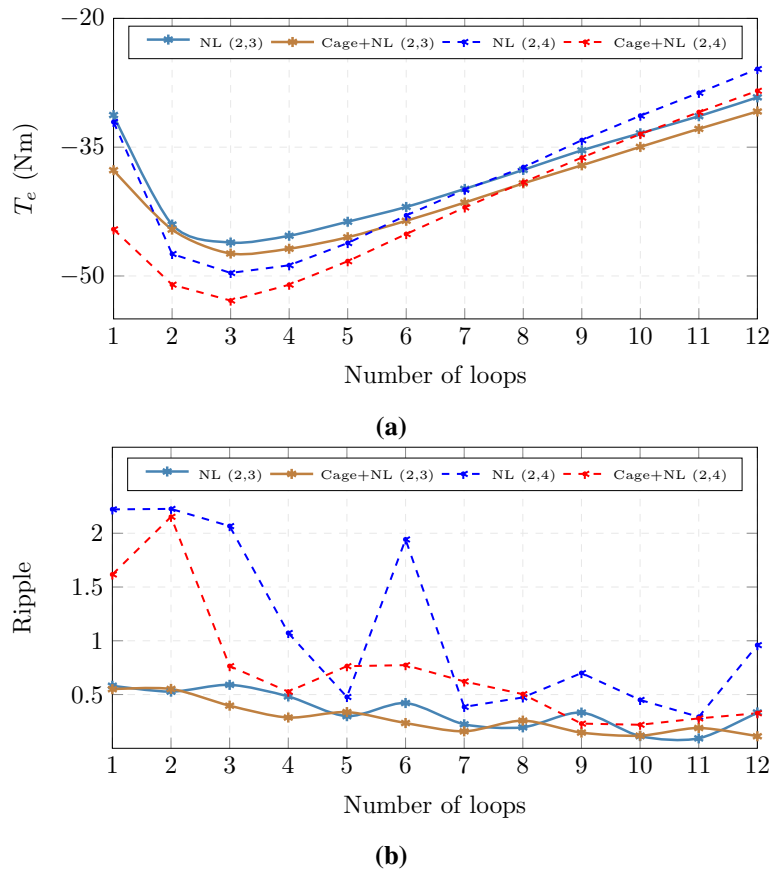 −20
NL (2,3) Cage+NL (2,3) NL (2,4) Cage+NL (2,4)
−35
−50
T_e (Nm)
1 2 3 4 5 6 7 8 9 10 11 12
Number of loops
(a)
NL (2,3) Cage+NL (2,3) NL (2,4) Cage+NL (2,4)
2
1.5
1
0.5
Ripple
1 2 3 4 5 6 7 8 9 10 11 12
Number of loops
(b)